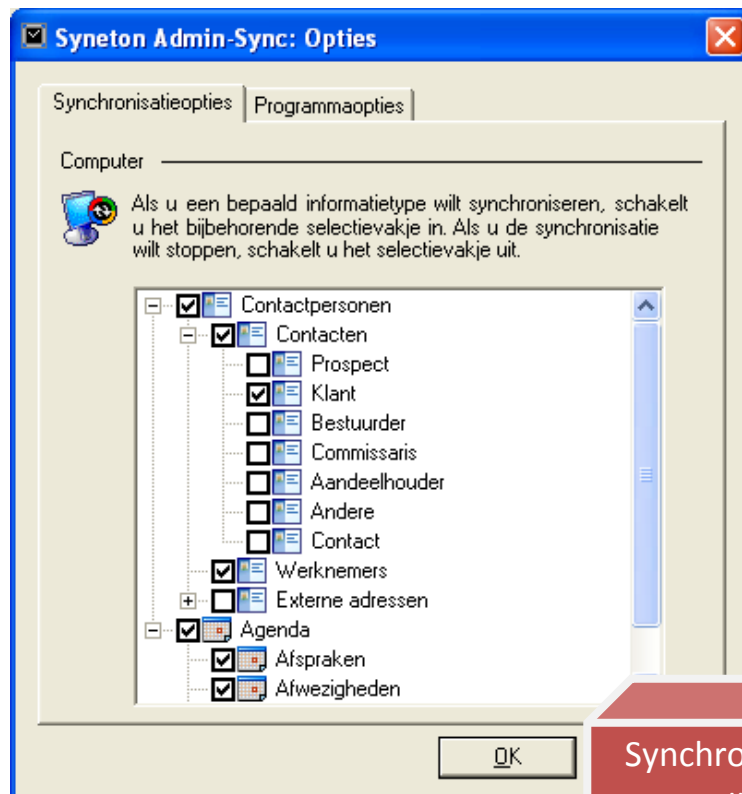 Syneton Admin-Sync: Opties
Synchronisatieopties
Programmaopties
Computer
Als u een bepaald informatietype wilt synchroniseren, schakelt
u het bijbehorende selectievakje in. Als u de synchronisatie
wilt stoppen, schakelt u het selectievakje uit.
Contactpersonen
Contacten
Prospect
Klant
Bestuurder
Commissaris
Aandeelhouder
Andere
Contact
Werknemers
Externe adressen
Agenda
Afspraken
Afwezigheden
OK
Synchro